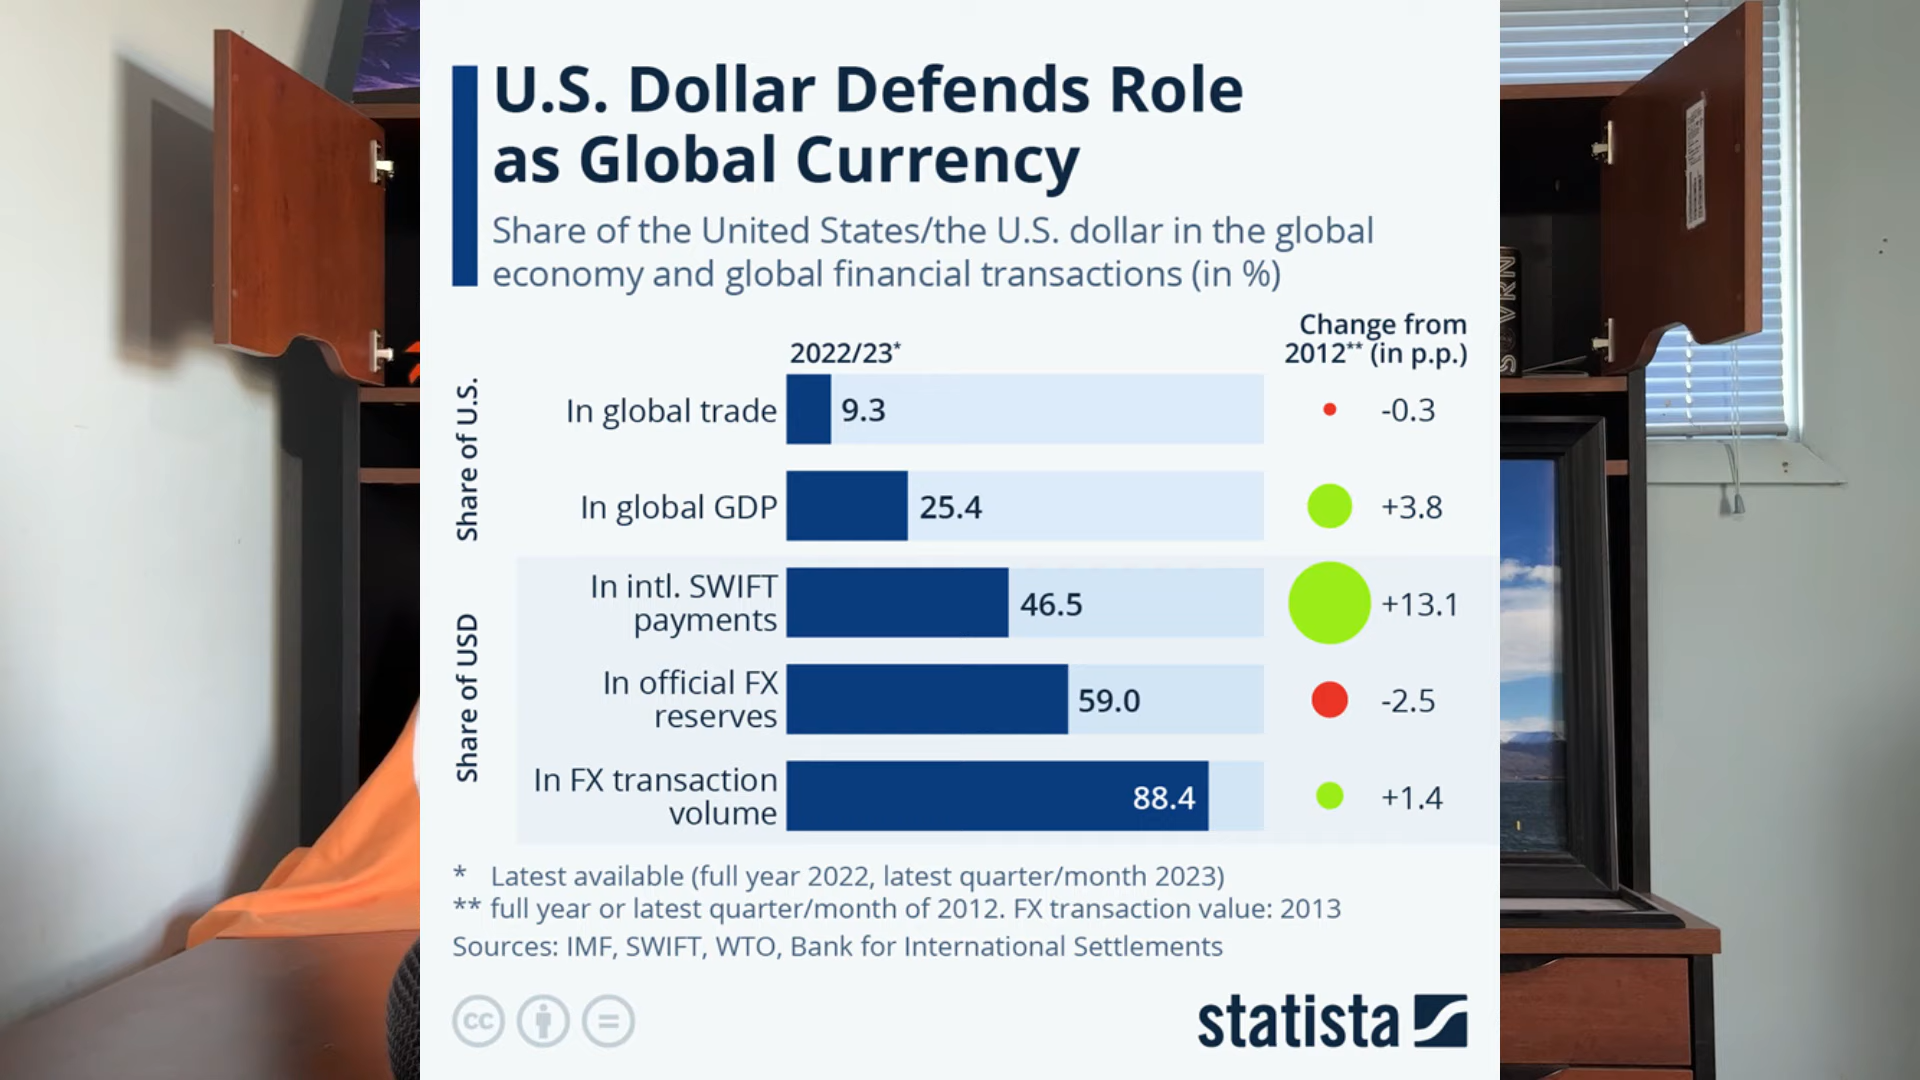 U.S. Dollar Defends Role
as Global Currency
Share of the United States/the U.S. dollar in the global
economy and global financial transactions (in %)
2022/23*
Change from
2012** (in p.p.)
Share of U.S.
In global trade
9.3
-0.3
In global GDP
25.4
+3.8
Share of USD
In intl. SWIFT
payments
46.5
+13.1
In official FX
reserves
59.0
-2.5
In FX transaction
volume
88.4
+1.4
* Latest available (full year 2022, latest quarter/month 2023)
** full year or latest quarter/month of 2012. FX transaction value: 2013
Sources: IMF, SWIFT, WTO, Bank for International Settlements
cc
statista